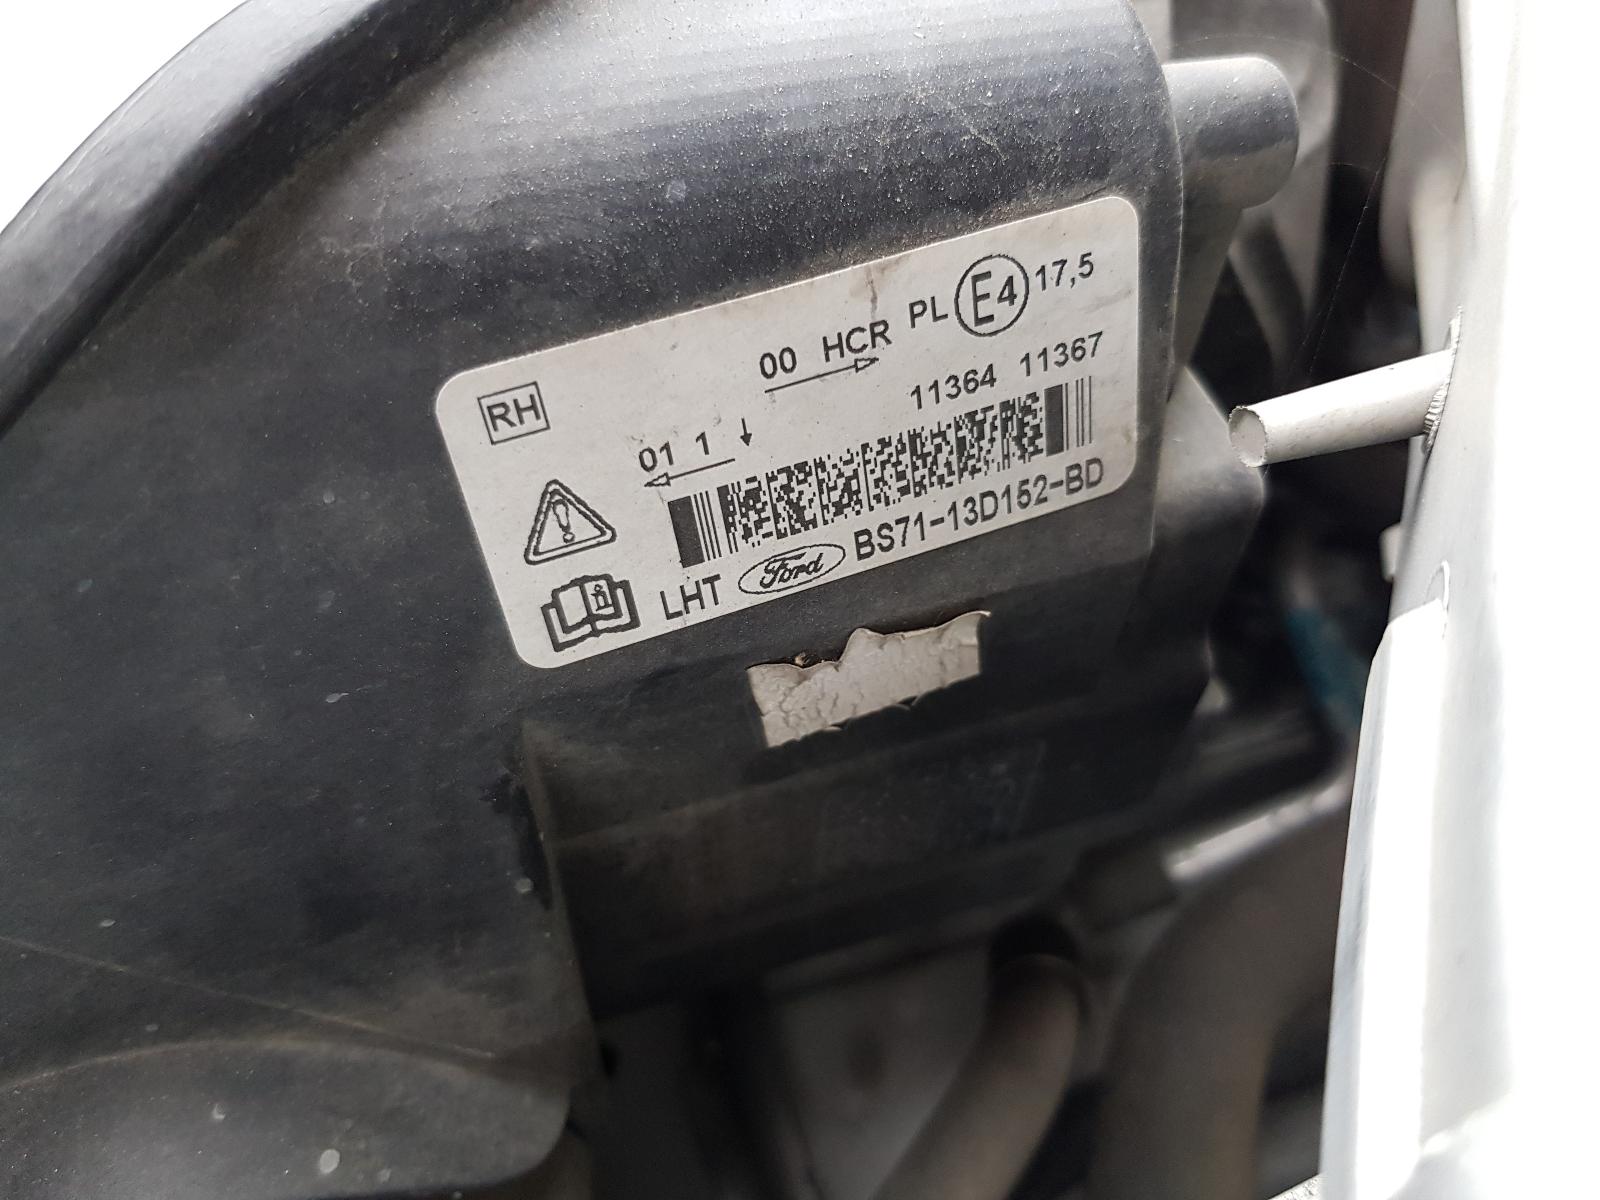 RH
00 HCR PL E4 17,5
01 1
11364 11367
LHT Ford BS71-13D152-BD